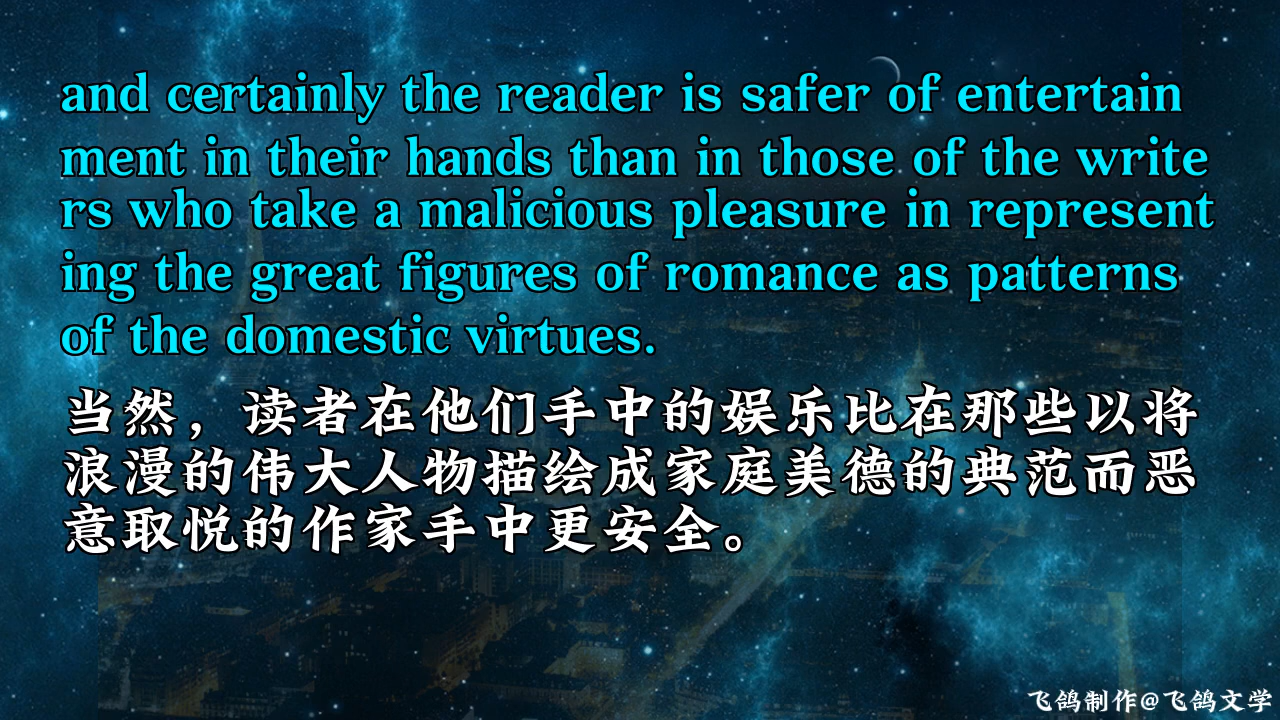 and certainly the reader is safer of entertain
ment in their hands than in those of the write
rs who take a malicious pleasure in represent
ing the great figures of romance as patterns
of the domestic virtues.
当然，读者在他们手中的娱乐比在那些以将
浪漫的伟大人物描绘成家庭美德的典范而恶
意取悦的作家手中更安全。
飞鸽制作@飞鸽文学